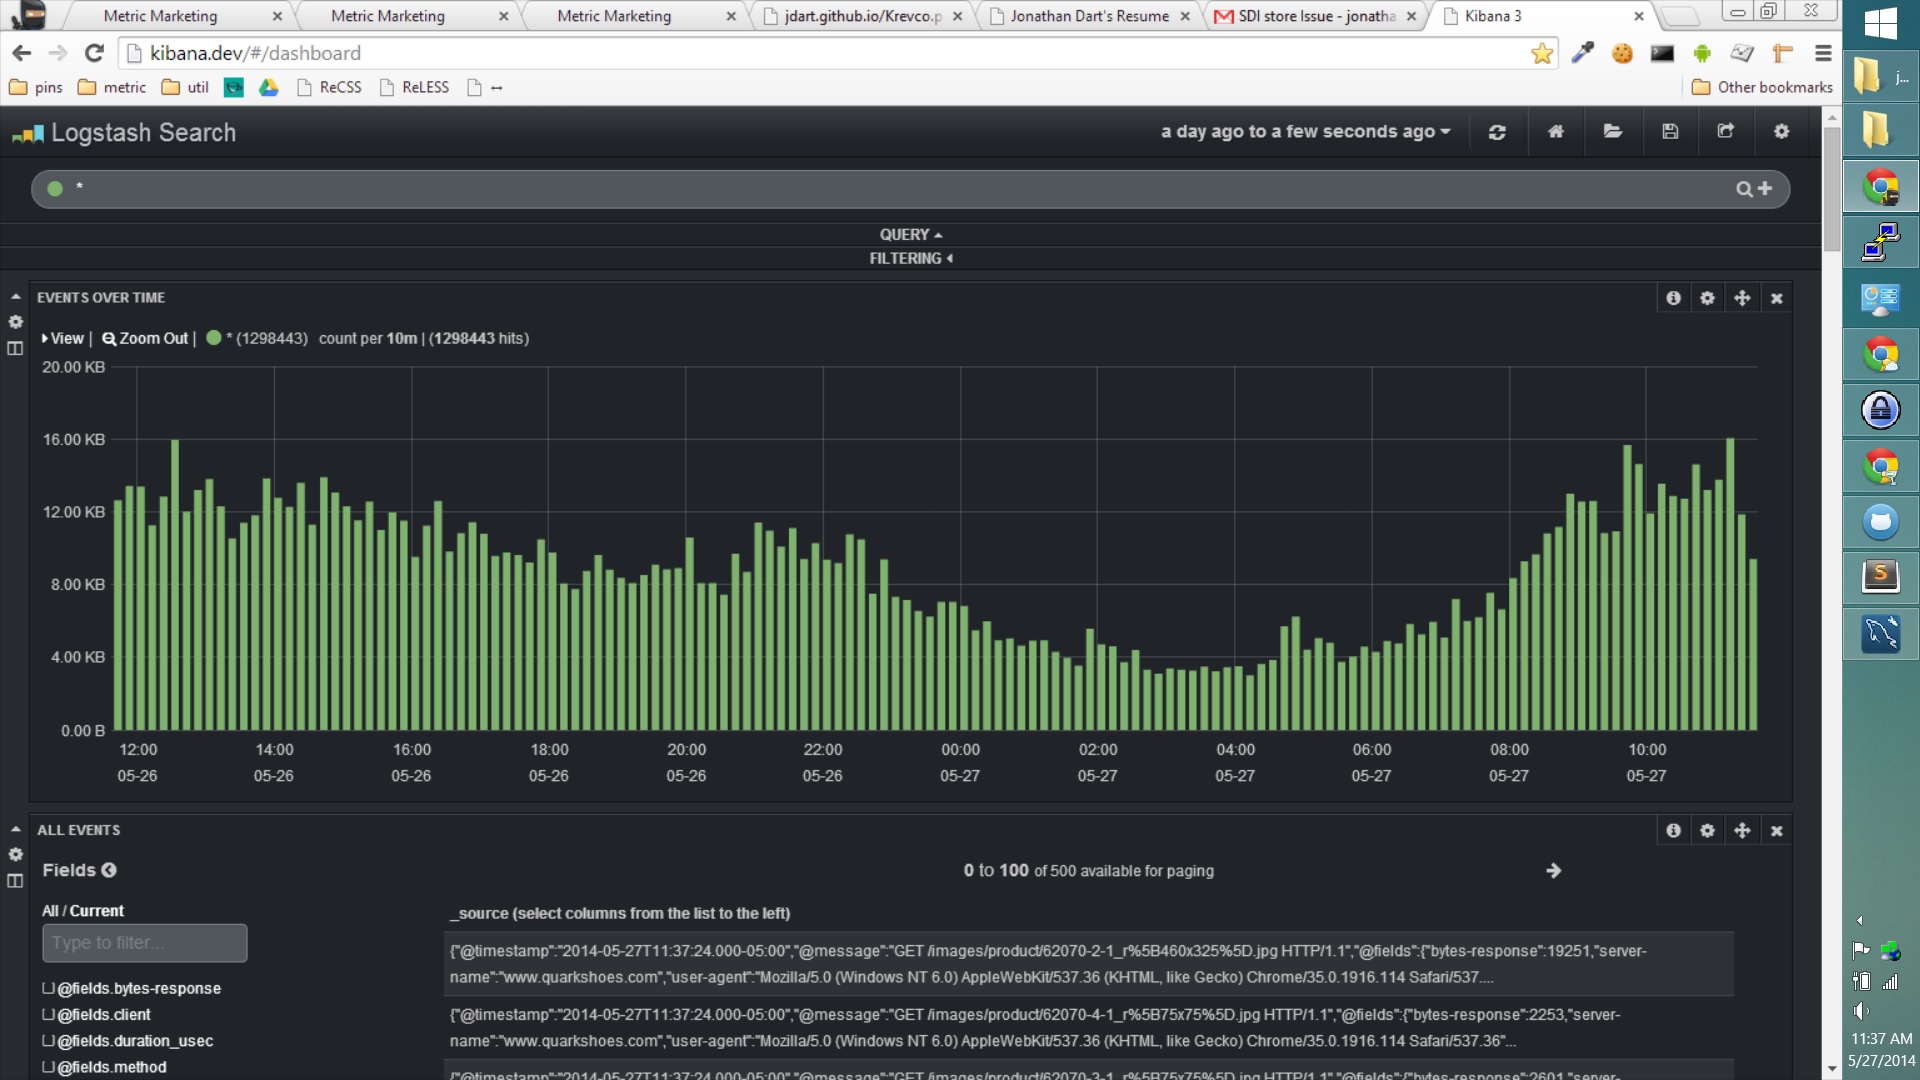 Metric Marketing
Metric Marketing
Metric Marketing
jdart.github.io/Krevco.p
Jonathan Dart's Resume
SDI store Issue - jonatha
Kibana 3
kibana.dev/#/dashboard
pins
metric
util
ReCSS
ReLESS
Other bookmarks
j...
Logstash Search
a day ago to a few seconds ago
*
QUERY
FILTERING
EVENTS OVER TIME
View | Zoom Out | * (1298443) count per 10m | (1298443 hits)
20.00 KB
16.00 KB
12.00 KB
8.00 KB
4.00 KB
0.00 B
12:00 14:00 16:00 18:00 20:00 22:00 00:00 02:00 04:00 06:00 08:00 10:00
05-26 05-26 05-26 05-26 05-26 05-26 05-27 05-27 05-27 05-27 05-27 05-27
ALL EVENTS
Fields
0 to 100 of 500 available for paging
All / Current
Type to filter...
@fields.bytes-response
@fields.client
@fields.duration_usec
@fields.method
_source (select columns from the list to the left)
{"@timestamp":"2014-05-27T11:37:24.000-05:00","@message":"GET /images/product/62070-2-1_r%5B460x325%5D.jpg HTTP/1.1","@fields":{"bytes-response":19251,"server-
name":"www.quarkshoes.com","user-agent":"Mozilla/5.0 (Windows NT 6.0) AppleWebKit/537.36 (KHTML, like Gecko) Chrome/35.0.1916.114 Safari/537....
{"@timestamp":"2014-05-27T11:37:24.000-05:00","@message":"GET /images/product/62070-4-1_r%5B75x75%5D.jpg HTTP/1.1","@fields":{"bytes-response":2253,"server-
name":"www.quarkshoes.com","user-agent":"Mozilla/5.0 (Windows NT 6.0) AppleWebKit/537.36 (KHTML, like Gecko) Chrome/35.0.1916.114 Safari/537.36"...
{"@timestamp":"2014-05-27T11:37:24.000-05:00","@message":"GET /images/product/62070-3-1_r%5B75x75%5D.jpg HTTP/1.1","@fields":{"bytes-response":2601,"server-
11:37 AM
5/27/2014